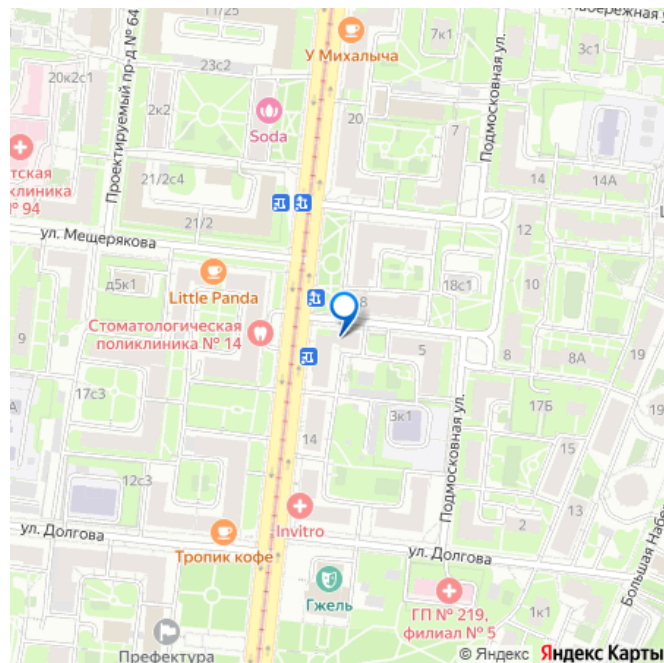 11/25
Набережная у
7к1
У Михалыча
3с1
23с2
20к2с1
Проектируемый пр-д № 64
2к2
Soda
20
7
Подмосковная ул.
14
14А
тская
поликлиника
№ 94
21/2с4
21/2
12
ул. Мещерякова
д5к1
Little Panda
18с1
10
8
Стоматологическая
поликлиника № 14
9
5
8
8А
19
17с3
3к1
17Б
19
14
15
Подмосковная ул.
12с3
Invitro
2
13
ул. Долгова
Тропик кофе
ул. Долгова
Гжель
ГП № 219,
филиал № 5
1к1
Большая Набе
Префектура
© Яндекс Яндекс Карты